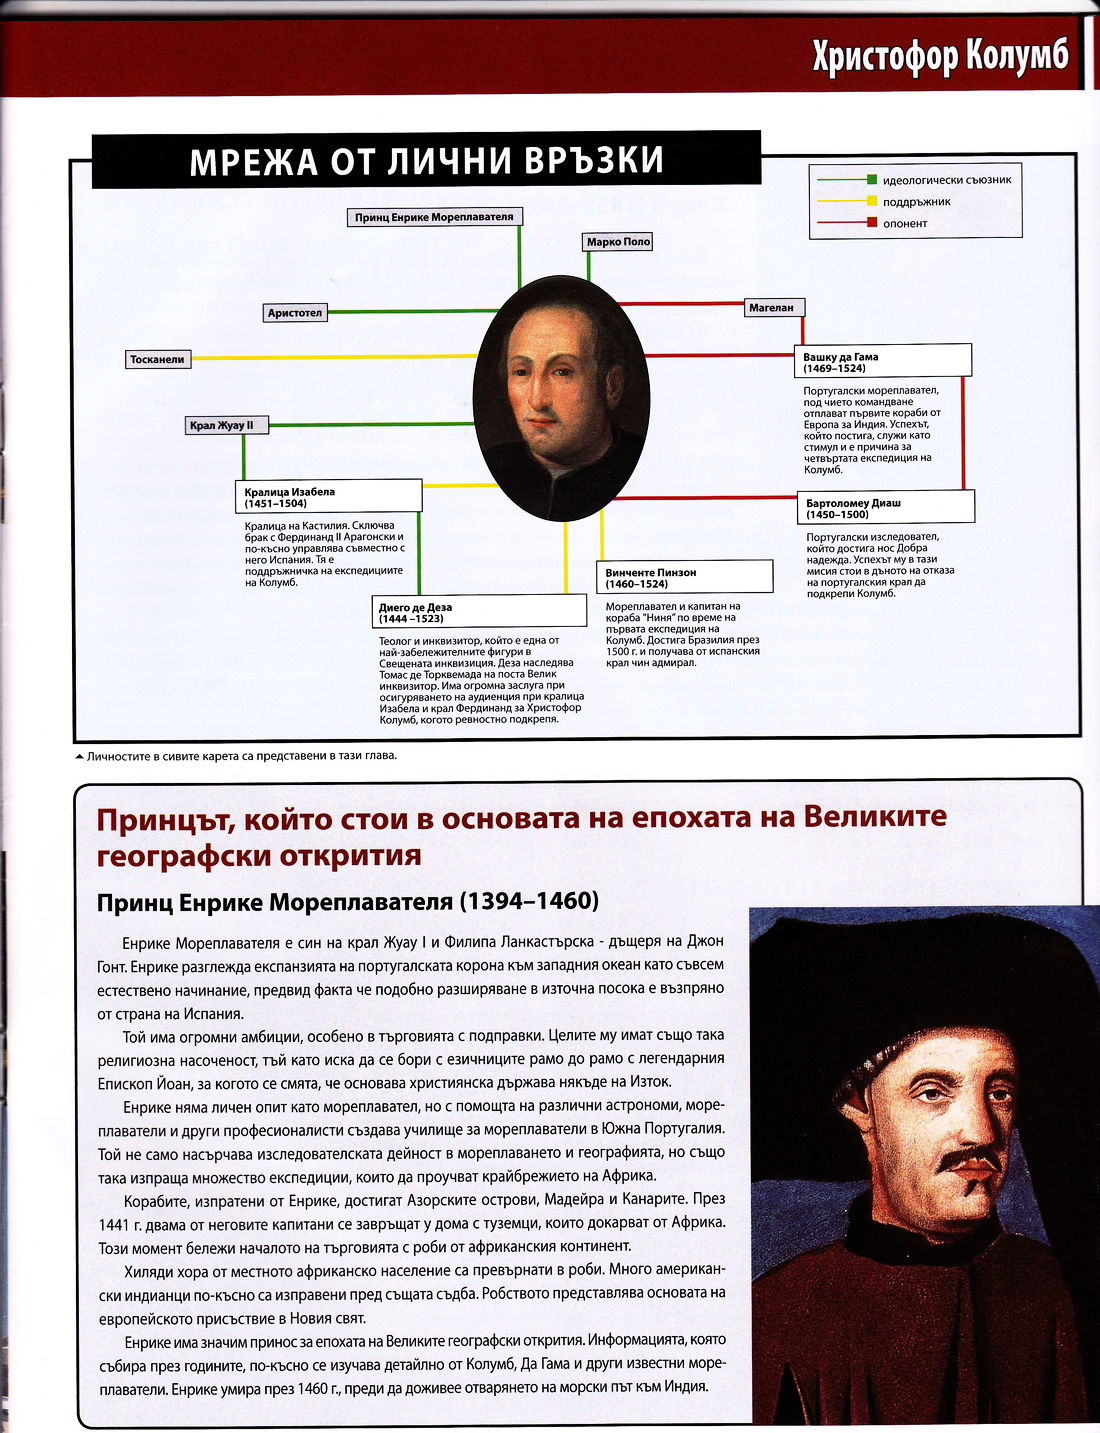 Христофор Колумб
МРЕЖА ОТ ЛИЧНИ ВРЪЗКИ
идеологически съюзник
поддръжник
опонент
Принц Енрике Мореплавателя
Марко Поло
Аристотел
Магелан
Тосканели
Вашку да Гама
(1469–1524)
Португалски мореплавател,
под чието командване
отплават първите кораби от
Европа за Индия. Успехът,
който постига, служи като
стимул и е причина за
четвъртата експедиция на
Колумб.
Крал Жуау II
Кралица Изабела
(1451–1504)
Кралица на Кастилия. Сключва
брак с Фердинанд II Арагонски и
по-късно управлява съвместно с
него Испания. Тя е
поддръжничка на експедициите
на Колумб.
Бартоломеу Диаш
(1450–1500)
Португалски изследовател,
който достига нос Добра
надежда. Успехът му в тази
мисия стои в дъното на отказа
на португалския крал да
подкрепи Колумб.
Винченте Пинзон
(1460–1524)
Мореплавател и капитан на
кораба "Ниня" по време на
първата експедиция на
Колумб. Достига Бразилия през
1500 г. и получава от испанския
крал чин адмирал.
Диего де Деза
(1444 –1523)
Теолог и инквизитор, който е една от
най-забележителните фигури в
Свещената инквизиция. Деза наследява
Томас де Торквемада на поста Велик
инквизитор. Има огромна заслуга при
осигуряването на аудиенция при кралица
Изабела и крал Фердинанд за Христофор
Колумб, когото ревностно подкрепя.
Личностите в сивите карета са представени в тази глава.
Принцът, който стои в основата на епохата на Великите
географски открития
Принц Енрике Мореплавателя (1394–1460)
Енрике Мореплавателя е син на крал Жуау I и Филипа Ланкастърска - дъщеря на Джон
Гонт. Енрике разглежда експанзията на португалската корона към западния океан като съвсем
естествено начинание, предвид факта че подобно разширяване в източна посока е възпряно
от страна на Испания.
Той има огромни амбиции, особено в търговията с подправки. Целите му имат също така
религиозна насоченост, тъй като иска да се бори с езичниците рамо до рамо с легендарния
Епископ Йоан, за когото се смята, че основава християнска държава някъде на Изток.
Енрике няма личен опит като мореплавател, но с помощта на различни астрономи, море-
плаватели и други професионалисти създава училище за мореплаватели в Южна Португалия.
Той не само насърчава изследователската дейност в мореплаването и географията, но също
така изпраща множество експедиции, които да проучват крайбрежието на Африка.
Корабите, изпратени от Енрике, достигат Азорските острови, Мадейра и Канарите. През
1441 г. двама от неговите капитани се завръщат у дома с туземци, които докарват от Африка.
Този момент бележи началото на търговията с роби от африканския континент.
Хиляди хора от местното африканско население са превърнати в роби. Много американ-
ски индианци по-късно са изправени пред същата съдба. Робството представлява основата на
европейското присъствие в Новия свят.
Енрике има значим принос за епохата на Великите географски открития. Информацията, която
събира през годините, по-късно се изучава детайлно от Колумб, Да Гама и други известни море-
плаватели. Енрике умира през 1460 г., преди да доживее отварянето на морски път към Индия.